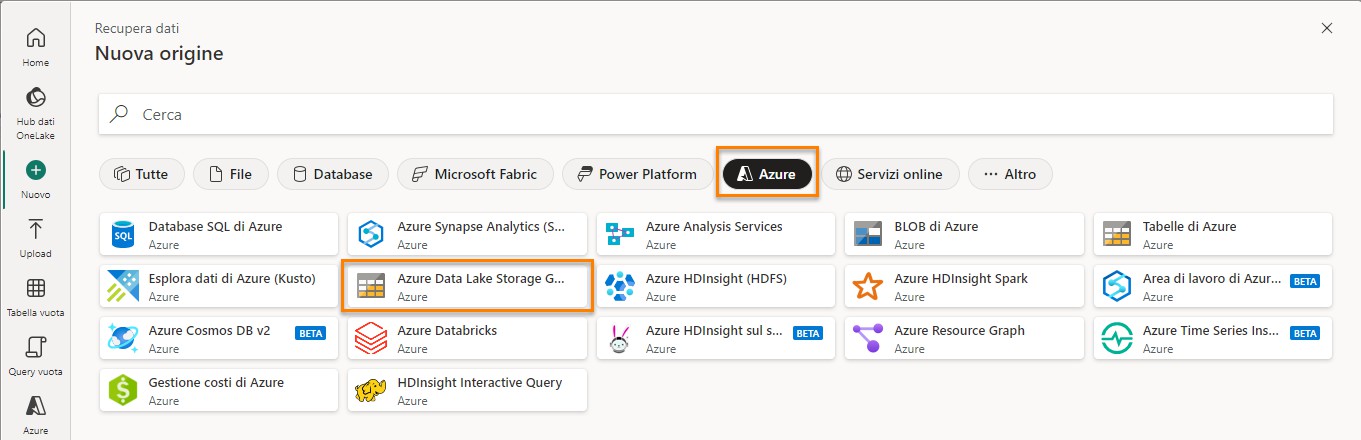 Recupera dati
Nuova origine
Home
Hub dati
OneLake
Nuovo
Upload
Tabella vuota
Query vuota
Azure
Cerca
Tutte
File
Database
Microsoft Fabric
Power Platform
Azure
Servizi online
··· Altro
SQL
Database SQL di Azure
Azure
Azure Synapse Analytics (S...
Azure
Azure Analysis Services
Azure
BLOB di Azure
Azure
Tabelle di Azure
Azure
Esplora dati di Azure (Kusto)
Azure
Azure Data Lake Storage G...
Azure
Azure HDInsight (HDFS)
Azure
Azure HDInsight Spark
Azure
Area di lavoro di Azur...
Azure
BETA
Azure Cosmos DB v2
Azure
BETA
Azure Databricks
Azure
Azure HDInsight sul s...
Azure
BETA
Azure Resource Graph
Azure
Azure Time Series Ins...
Azure
BETA
$
Gestione costi di Azure
Azure
HDInsight Interactive Query
Azure